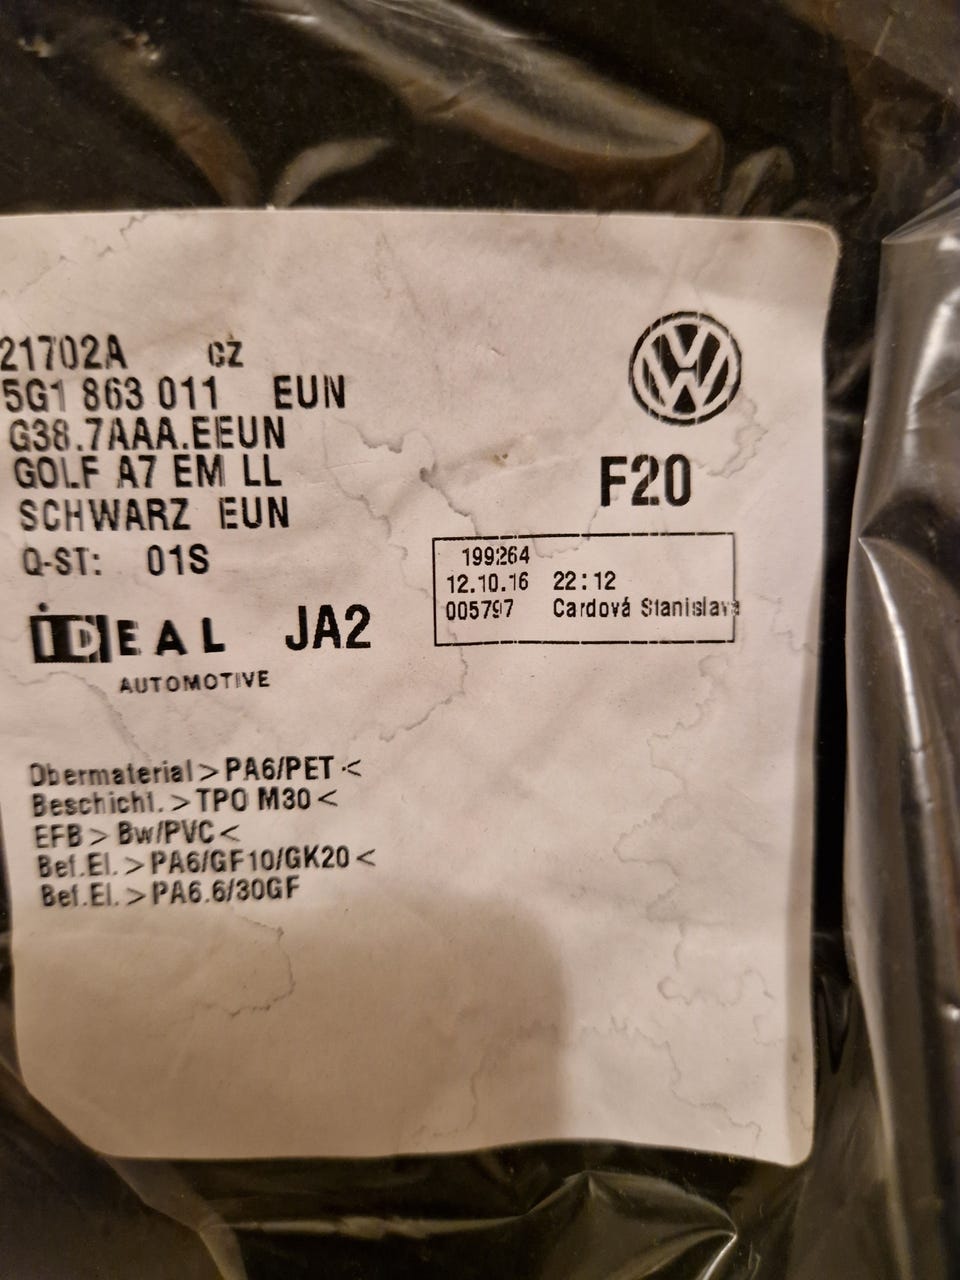 21702A CZ
5G1 863 011 EUN
G38.7AAA.EEUN
GOLF A7 EM LL
SCHWARZ EUN
Q-ST: 01S
F20
199264
12.10.16 22:12
005797 Cardová Stanislava
iDEAL JA2
AUTOMOTIVE
Obermaterial>PA6/PET<
Beschicht.>TPO M30<
EFB>Bw/PVC<
Bef.El.>PA6/GF10/GK20<
Bef.El.>PA6.6/30GF